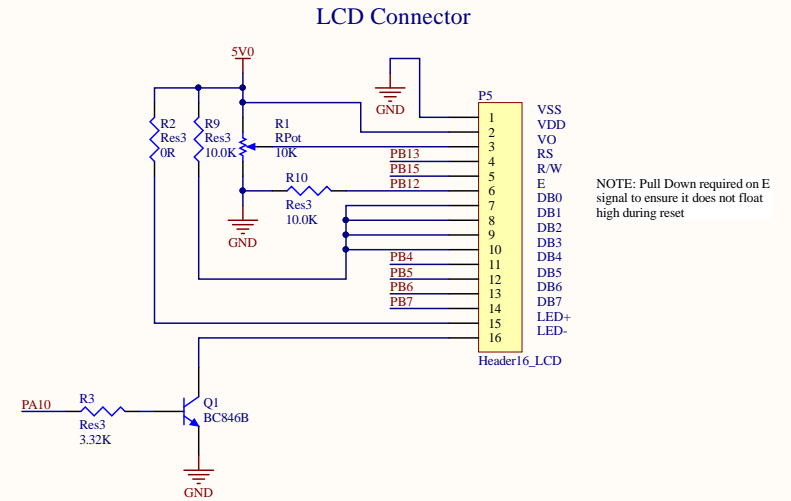 LCD Connector
5V0
GND
P5
R2
Res3
0R
R9
Res3
10.0K
R1
RPot
10K
R10
Res3
10.0K
GND
PB13
PB15
PB12
PB4
PB5
PB6
PB7
1
2
3
4
5
6
7
8
9
10
11
12
13
14
15
16
VSS
VDD
VO
RS
R/W
E
DB0
DB1
DB2
DB3
DB4
DB5
DB6
DB7
LED+
LED-
Header16_LCD
NOTE: Pull Down required on E
signal to ensure it does not float
high during reset
PA10
R3
Res3
3.32K
Q1
BC846B
GND